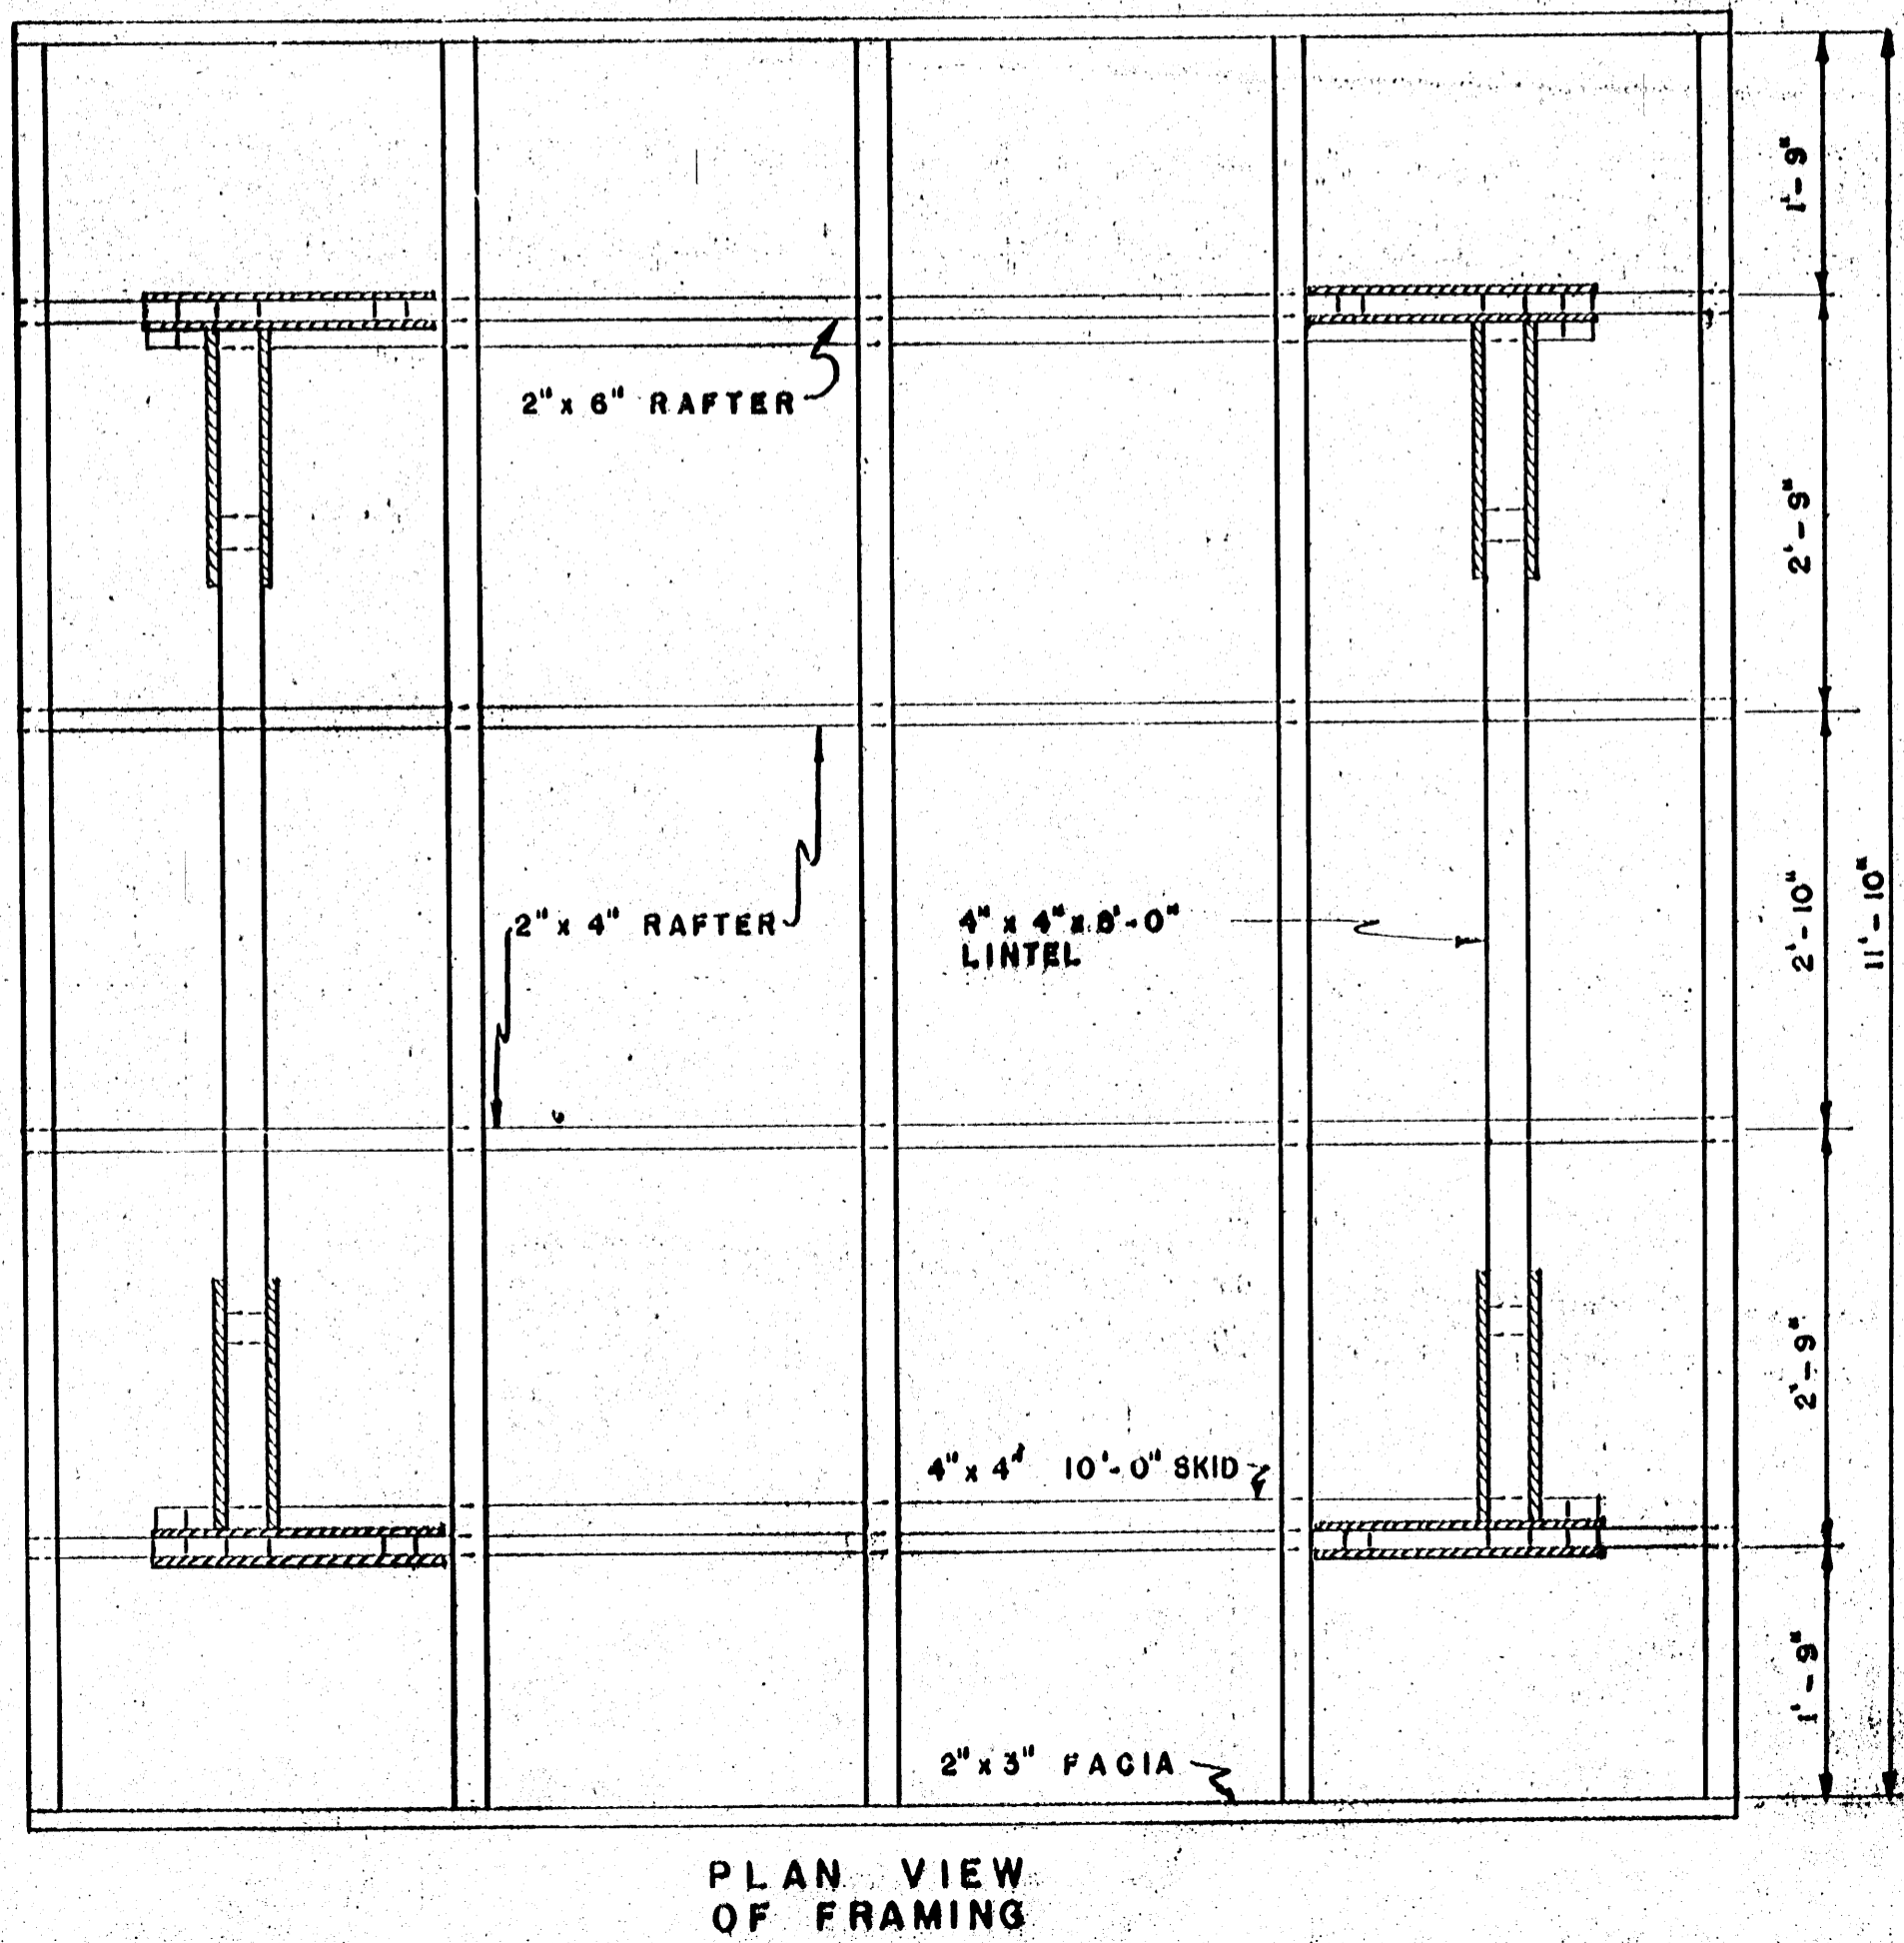 1'-9"
2"x 6" RAFTER
2'-9"
2"x 4" RAFTER
4" x 4" x 8'-0"
LINTEL
2'-10"
11'-10"
2'-9"
4"x 4" 10'-0" SKID
1'-9"
2"x 3" FACIA
PLAN VIEW
OF FRAMING